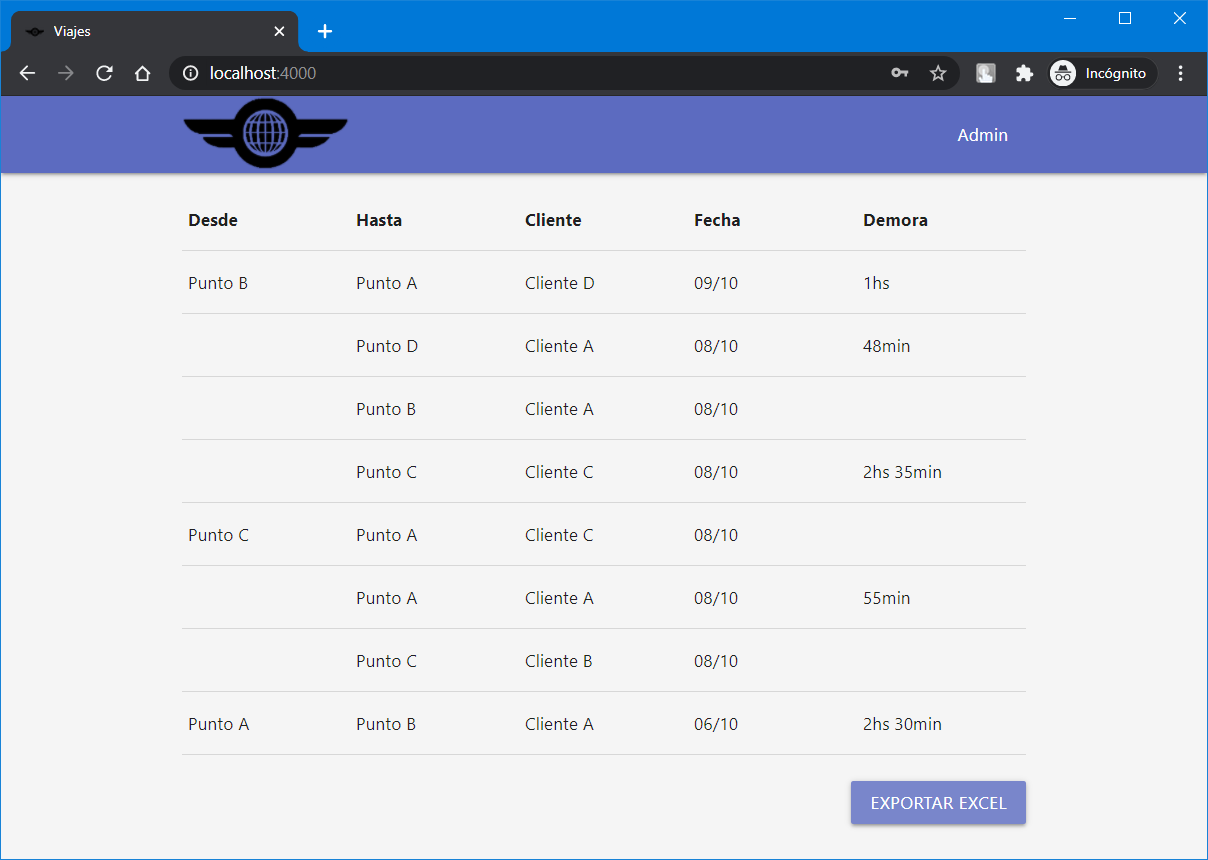 Viajes
localhost:4000
Incógnito
Admin
Desde Hasta Cliente Fecha Demora
Punto B Punto A Cliente D 09/10 1hs
Punto D Cliente A 08/10 48min
Punto B Cliente A 08/10
Punto C Cliente C 08/10 2hs 35min
Punto C Punto A Cliente C 08/10
Punto A Cliente A 08/10 55min
Punto C Cliente B 08/10
Punto A Punto B Cliente A 06/10 2hs 30min
EXPORTAR EXCEL